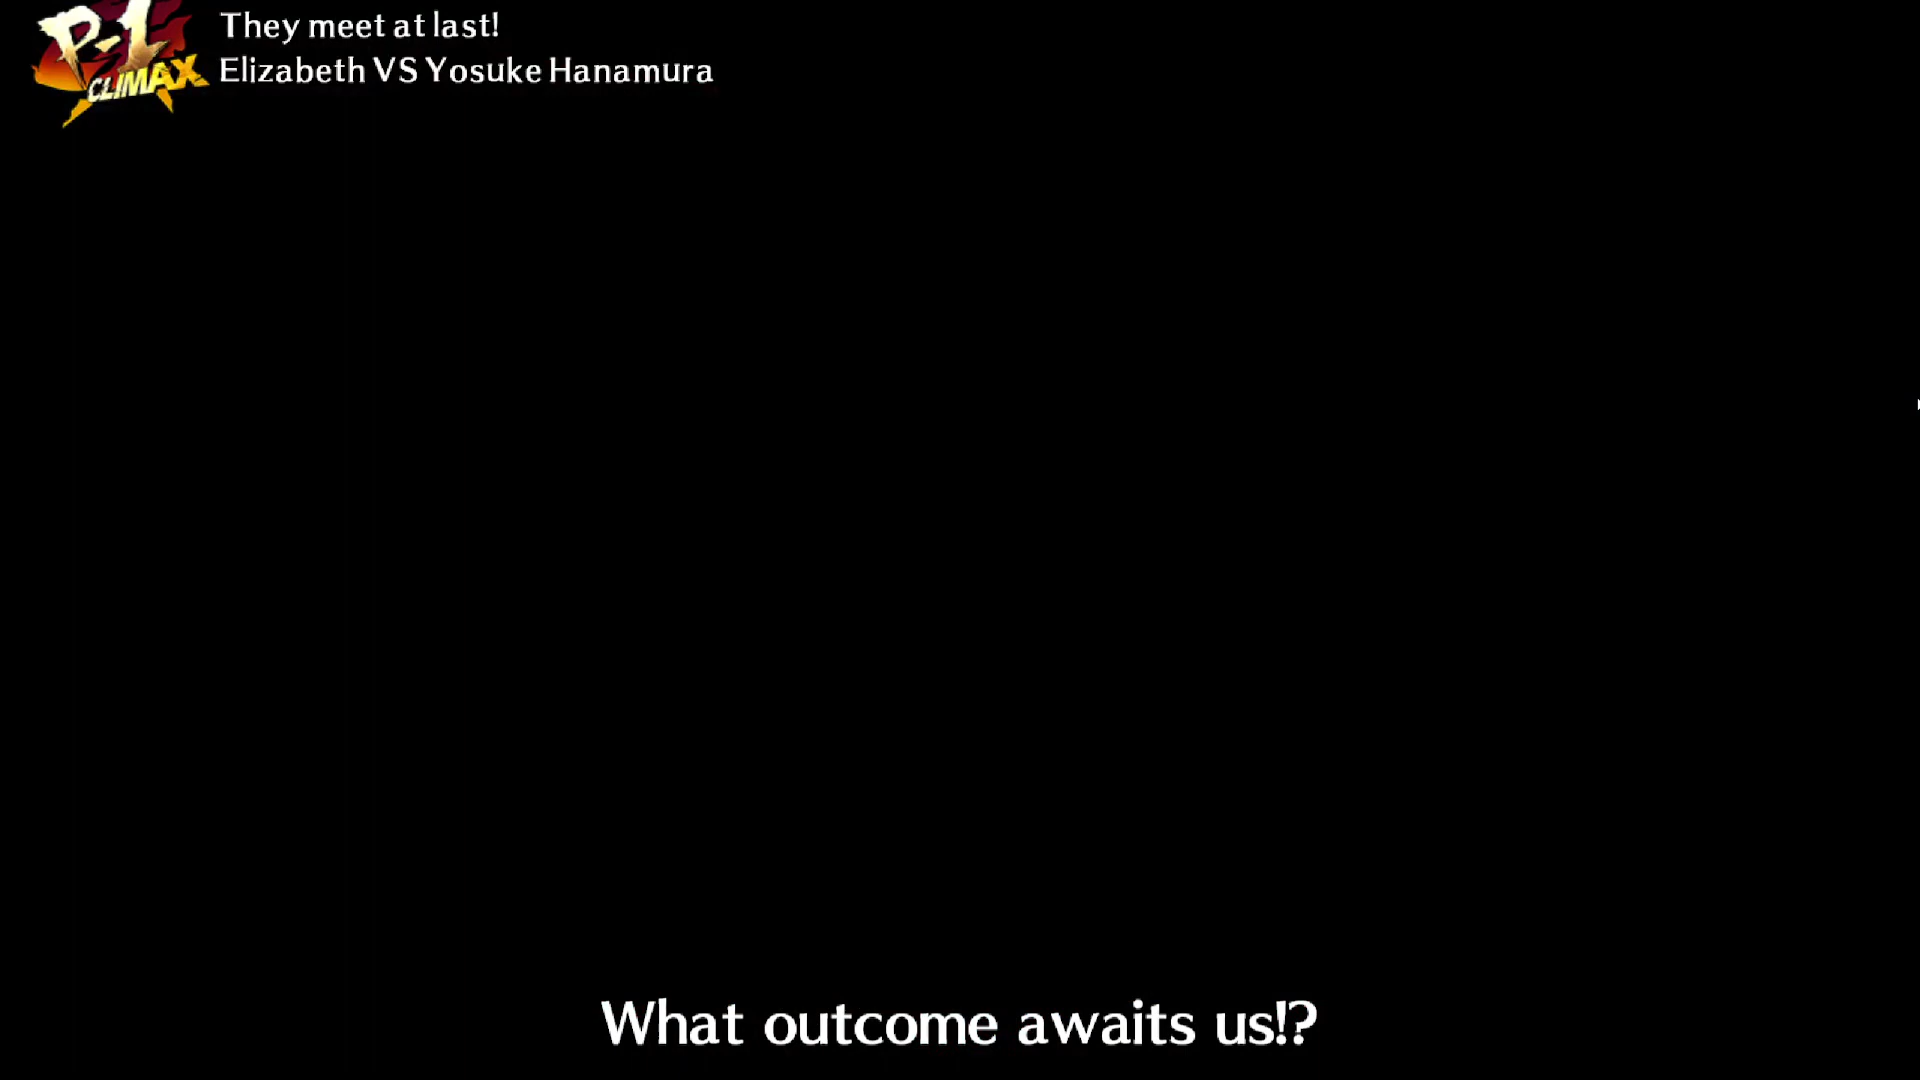 P-1
CLIMAX
They meet at last!
Elizabeth VS Yosuke Hanamura
What outcome awaits us!?